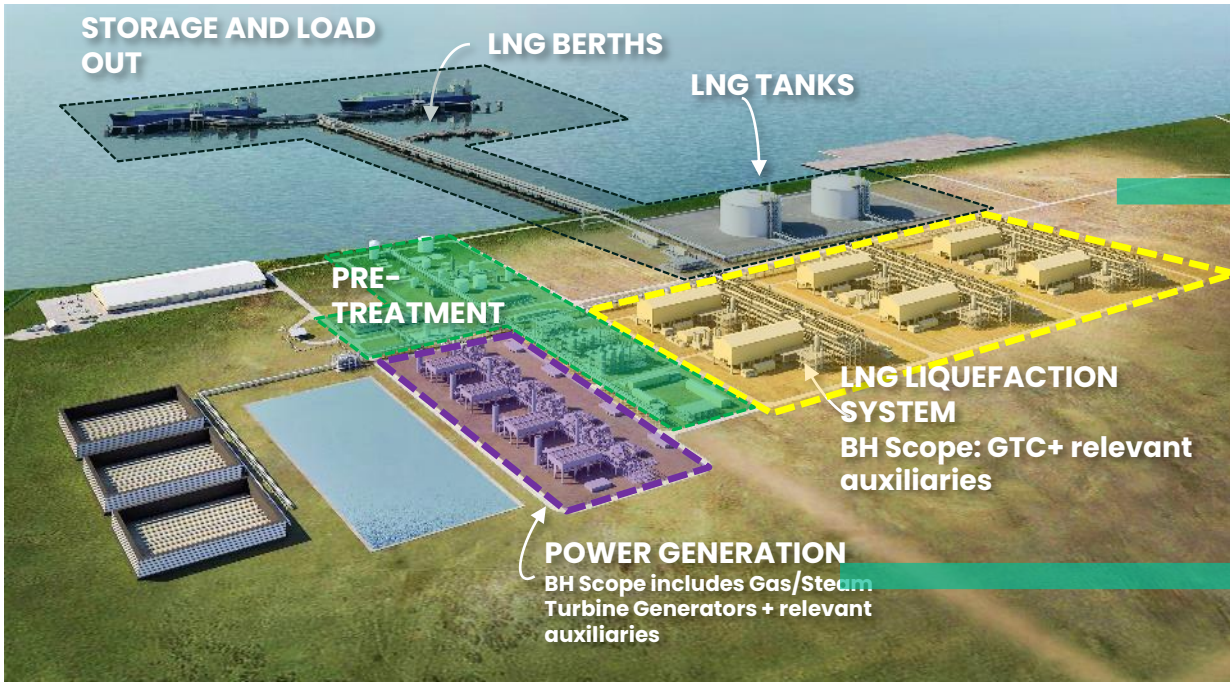 STORAGE AND LOAD
OUT
LNG BERTHS
LNG TANKS
PRE-
TREATMENT
LNG LIQUEFACTION
SYSTEM
BH Scope: GTC+ relevant
auxiliaries
POWER GENERATION
BH Scope includes Gas/Steam
Turbine Generators + relevant
auxiliaries